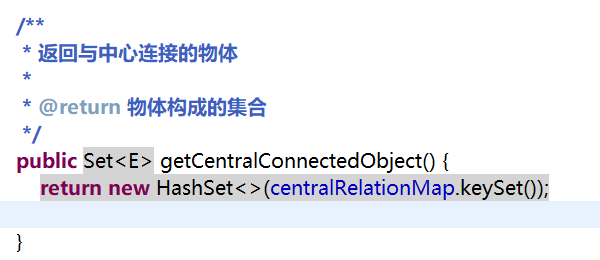 /**
 * 返回与中心连接的物体
 *
 * @return 物体构成的集合
 */
public Set<E> getCentralConnectedObject() {
    return new HashSet<>(centralRelationMap.keySet());
}